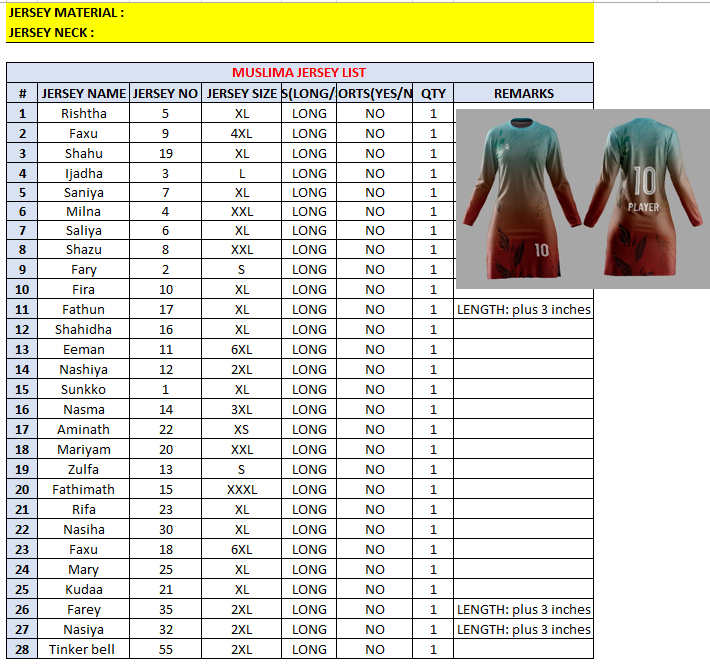 JERSEY MATERIAL :
JERSEY NECK :
MUSLIMA JERSEY LIST
# JERSEY NAME JERSEY NO JERSEY SIZE S(LONG/ ORTS(YES/N QTY REMARKS
1 Rishtha 5 XL LONG NO 1
2 Faxu 9 4XL LONG NO 1
3 Shahu 19 XL LONG NO 1
4 Ijadha 3 L LONG NO 1
5 Saniya 7 XL LONG NO 1
6 Milna 4 XXL LONG NO 1
7 Saliya 6 XL LONG NO 1
8 Shazu 8 XXL LONG NO 1
9 Fary 2 S LONG NO 1
10 Fira 10 XL LONG NO 1
10
10
PLAYER
11 Fathun 17 XL LONG NO 1 LENGTH: plus 3 inches
12 Shahidha 16 XL LONG NO 1
13 Eeman 11 6XL LONG NO 1
14 Nashiya 12 2XL LONG NO 1
15 Sunkko 1 XL LONG NO 1
16 Nasma 14 3XL LONG NO 1
17 Aminath 22 XS LONG NO 1
18 Mariyam 20 XXL LONG NO 1
19 Zulfa 13 S LONG NO 1
20 Fathimath 15 XXXL LONG NO 1
21 Rifa 23 XL LONG NO 1
22 Nasiha 30 XL LONG NO 1
23 Faxu 18 6XL LONG NO 1
24 Mary 25 XL LONG NO 1
25 Kudaa 21 XL LONG NO 1
26 Farey 35 2XL LONG NO 1 LENGTH: plus 3 inches
27 Nasiya 32 2XL LONG NO 1 LENGTH: plus 3 inches
28 Tinker bell 55 2XL LONG NO 1